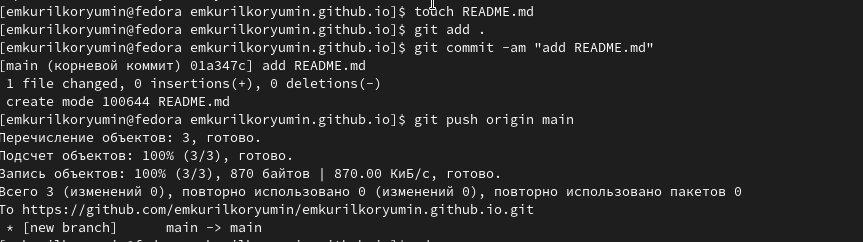 [emkurilkoryumin@fedora emkurilkoryumin.github.io]$ touch README.md
[emkurilkoryumin@fedora emkurilkoryumin.github.io]$ git add .
[emkurilkoryumin@fedora emkurilkoryumin.github.io]$ git commit -am "add README.md"
[main (корневой коммит) 01a347c] add README.md
 1 file changed, 0 insertions(+), 0 deletions(-)
 create mode 100644 README.md
[emkurilkoryumin@fedora emkurilkoryumin.github.io]$ git push origin main
Перечисление объектов: 3, готово.
Подсчет объектов: 100% (3/3), готово.
Запись объектов: 100% (3/3), 870 байтов | 870.00 КиБ/с, готово.
Всего 3 (изменений 0), повторно использовано 0 (изменений 0), повторно использовано пакетов 0
To https://github.com/emkurilkoryumin/emkurilkoryumin.github.io.git
 * [new branch]      main -> main